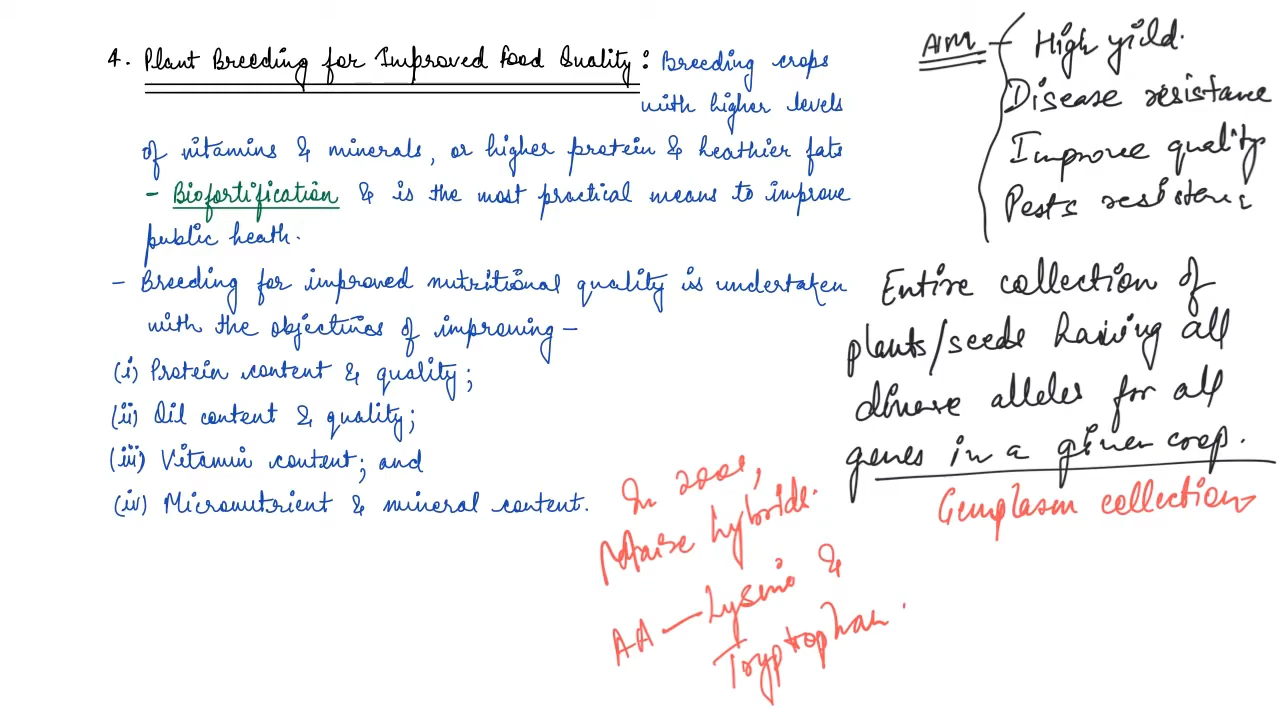 4. Plant Breeding for Improved Food Quality : Breeding crops
with higher levels
of vitamins & minerals, or higher protein & heathier fats
- Biofortification & is the most practical means to improve
public heath.
- Breeding for improved nutritional quality is undertaken
with the objectives of improving -
(i) Protein content & quality;
(ii) Oil content & quality;
(iii) Vitamin content; and
(iv) Micronutrient & mineral content.
AIM - High yield.
Disease resistance
Improve quality
Pests resistance
Entire collection of
plants/seeds having all
diverse alleles for all
genes in a given crop.
Germplasm collection
In 2000,
Maize hybrids.
AA - Lysine &
Tryptophan.